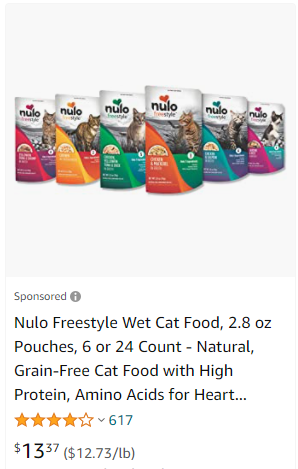 nulo
freestyle
nulo
freestyle
nulo
freestyle
nulo
freestyle
nulo
freestyle
nulo
freestyle
CHICKEN
& MACKEREL
Sponsored
Nulo Freestyle Wet Cat Food, 2.8 oz
Pouches, 6 or 24 Count - Natural,
Grain-Free Cat Food with High
Protein, Amino Acids for Heart...
617
$13.37 ($12.73/lb)